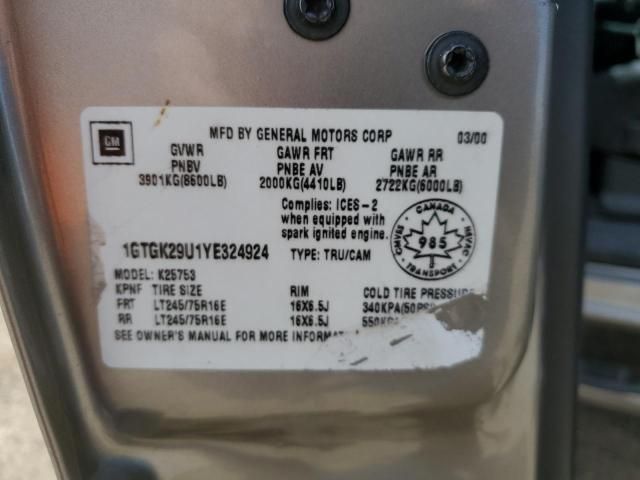 GM
MFD BY GENERAL MOTORS CORP 03/00
GVWR GAWR FRT GAWR RR
PNBV PNBE AV PNBE AR
3901KG(8600LB) 2000KG(4410LB) 2722KG(6000LB)
Complies: ICES-2
when equipped with
spark ignited engine.
CANADA
CMVSS 985 NSVAC
TRANSPORT
1GTGK29U1YE324924 TYPE: TRU/CAM
MODEL: K25753
KPNF TIRE SIZE RIM COLD TIRE PRESSURE
FRT LT245/75R16E 16X6.5J 340KPA(50PSI
RR LT245/75R16E 16X6.5J 550KPA
SEE OWNER'S MANUAL FOR MORE INFORMAT